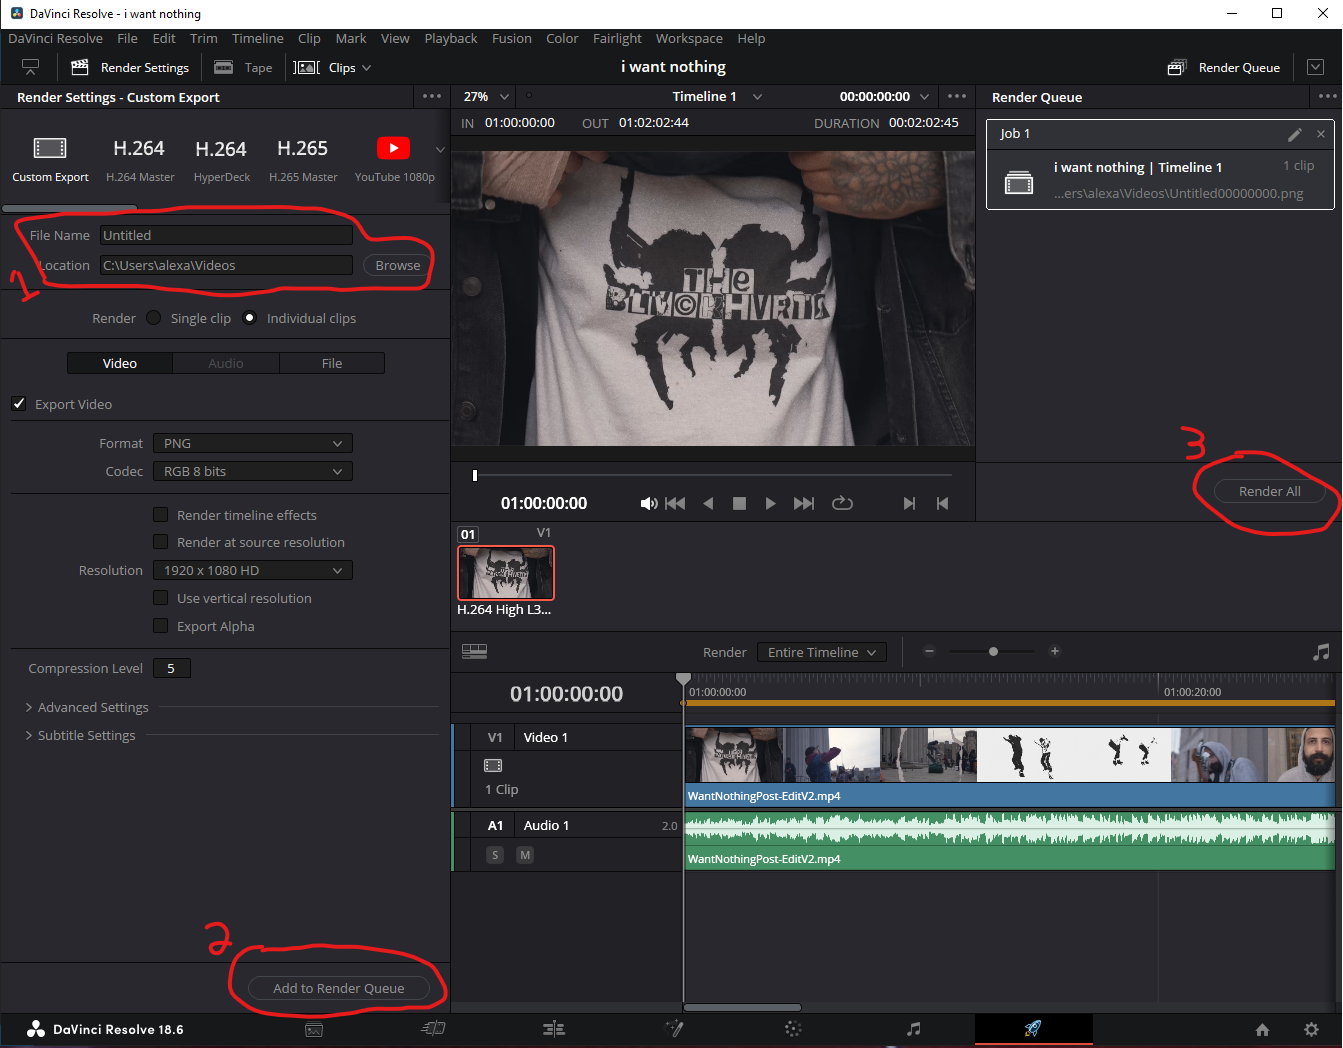 DaVinci Resolve - i want nothing
DaVinci Resolve File Edit Trim Timeline Clip Mark View Playback Fusion Color Fairlight Workspace Help
Render Settings Tape Clips i want nothing Render Queue
Render Settings - Custom Export
27% Timeline 1 00:00:00:00
Render Queue
IN 01:00:00:00 OUT 01:02:02:44 DURATION 00:02:02:45
H.264 H.264 H.265
Custom Export H.264 Master HyperDeck H.265 Master YouTube 1080p
Job 1
i want nothing | Timeline 1 1 clip
...ers\alexa\Videos\Untitled00000000.png
THE
BLACKHVRTS
1
File Name Untitled
Location C:\Users\alexa\Videos Browse
Render Single clip Individual clips
Video Audio File
Export Video
Format PNG
Codec RGB 8 bits
Render timeline effects
Render at source resolution
Resolution 1920 x 1080 HD
Use vertical resolution
Export Alpha
Compression Level 5
Advanced Settings
Subtitle Settings
2
Add to Render Queue
3
Render All
01:00:00:00
01 V1
H.264 High L3...
Render Entire Timeline
01:00:00:00
01:00:00:00 01:00:20:00
V1 Video 1
1 Clip
WantNothingPost-EditV2.mp4
A1 Audio 1 2.0
S M
WantNothingPost-EditV2.mp4
DaVinci Resolve 18.6